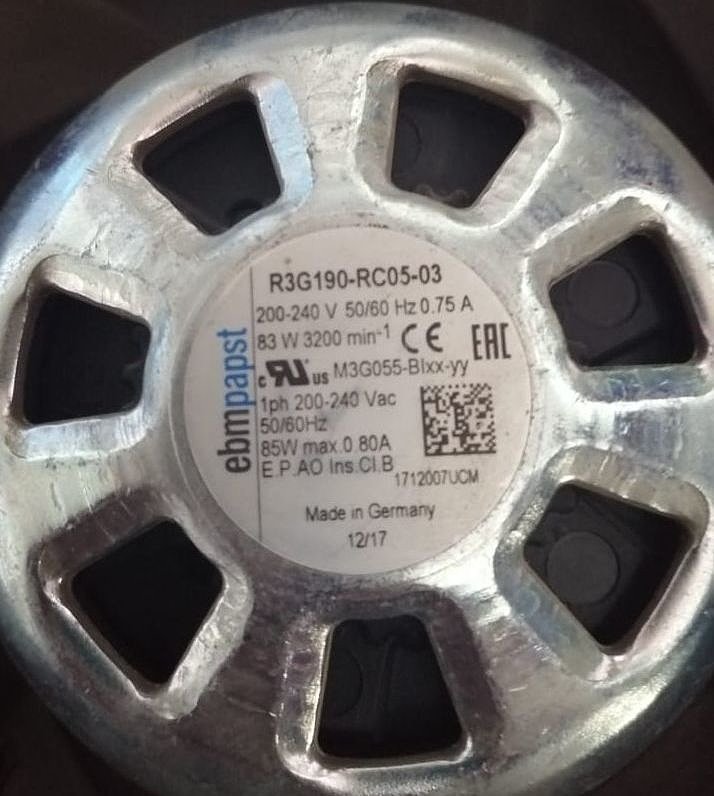 R3G190-RC05-03
200-240 V 50/60 Hz 0.75 A
83 W 3200 min⁻¹ CE EAC
c RU us M3G055-BIxx-yy
1ph 200-240 Vac
50/60Hz
85W max.0.80A
E.P.AO Ins.Cl.B
1712007UCM
Made in Germany
12/17
ebmpapst